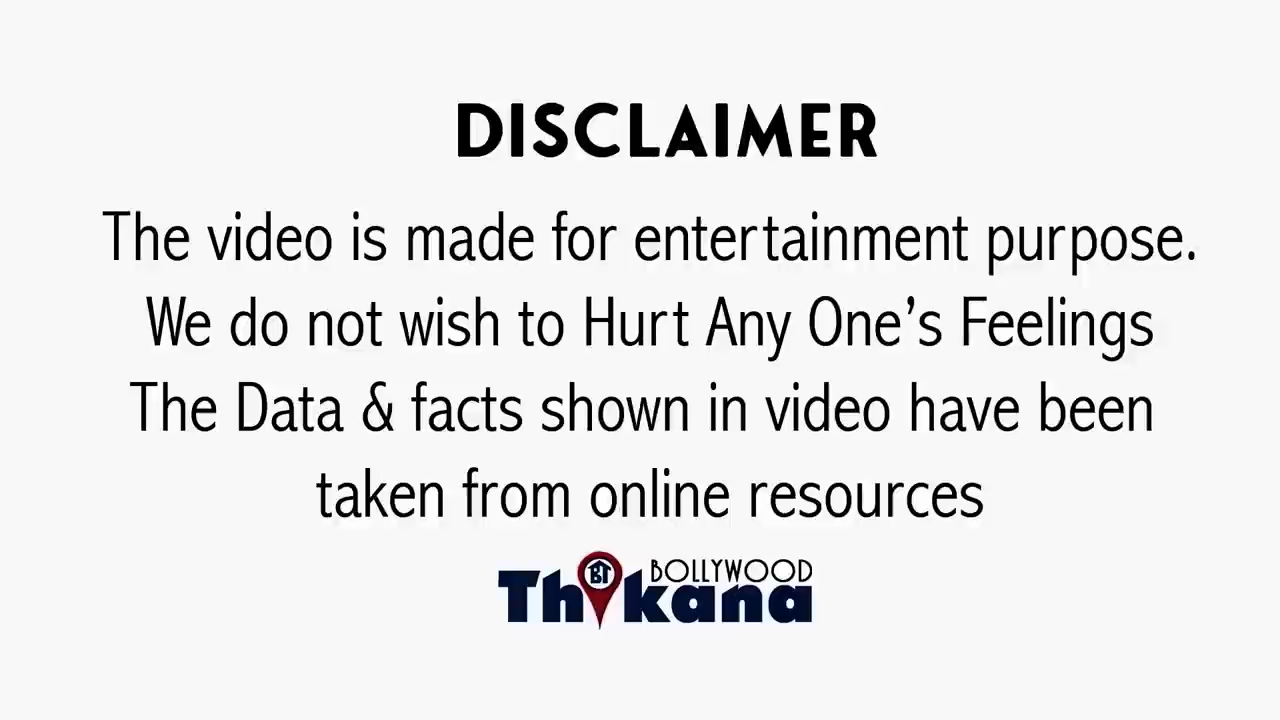 DISCLAIMER
The video is made for entertainment purpose.
We do not wish to Hurt Any One’s Feelings
The Data & facts shown in video have been
taken from online resources
BT
BOLLYWOOD
Thikana